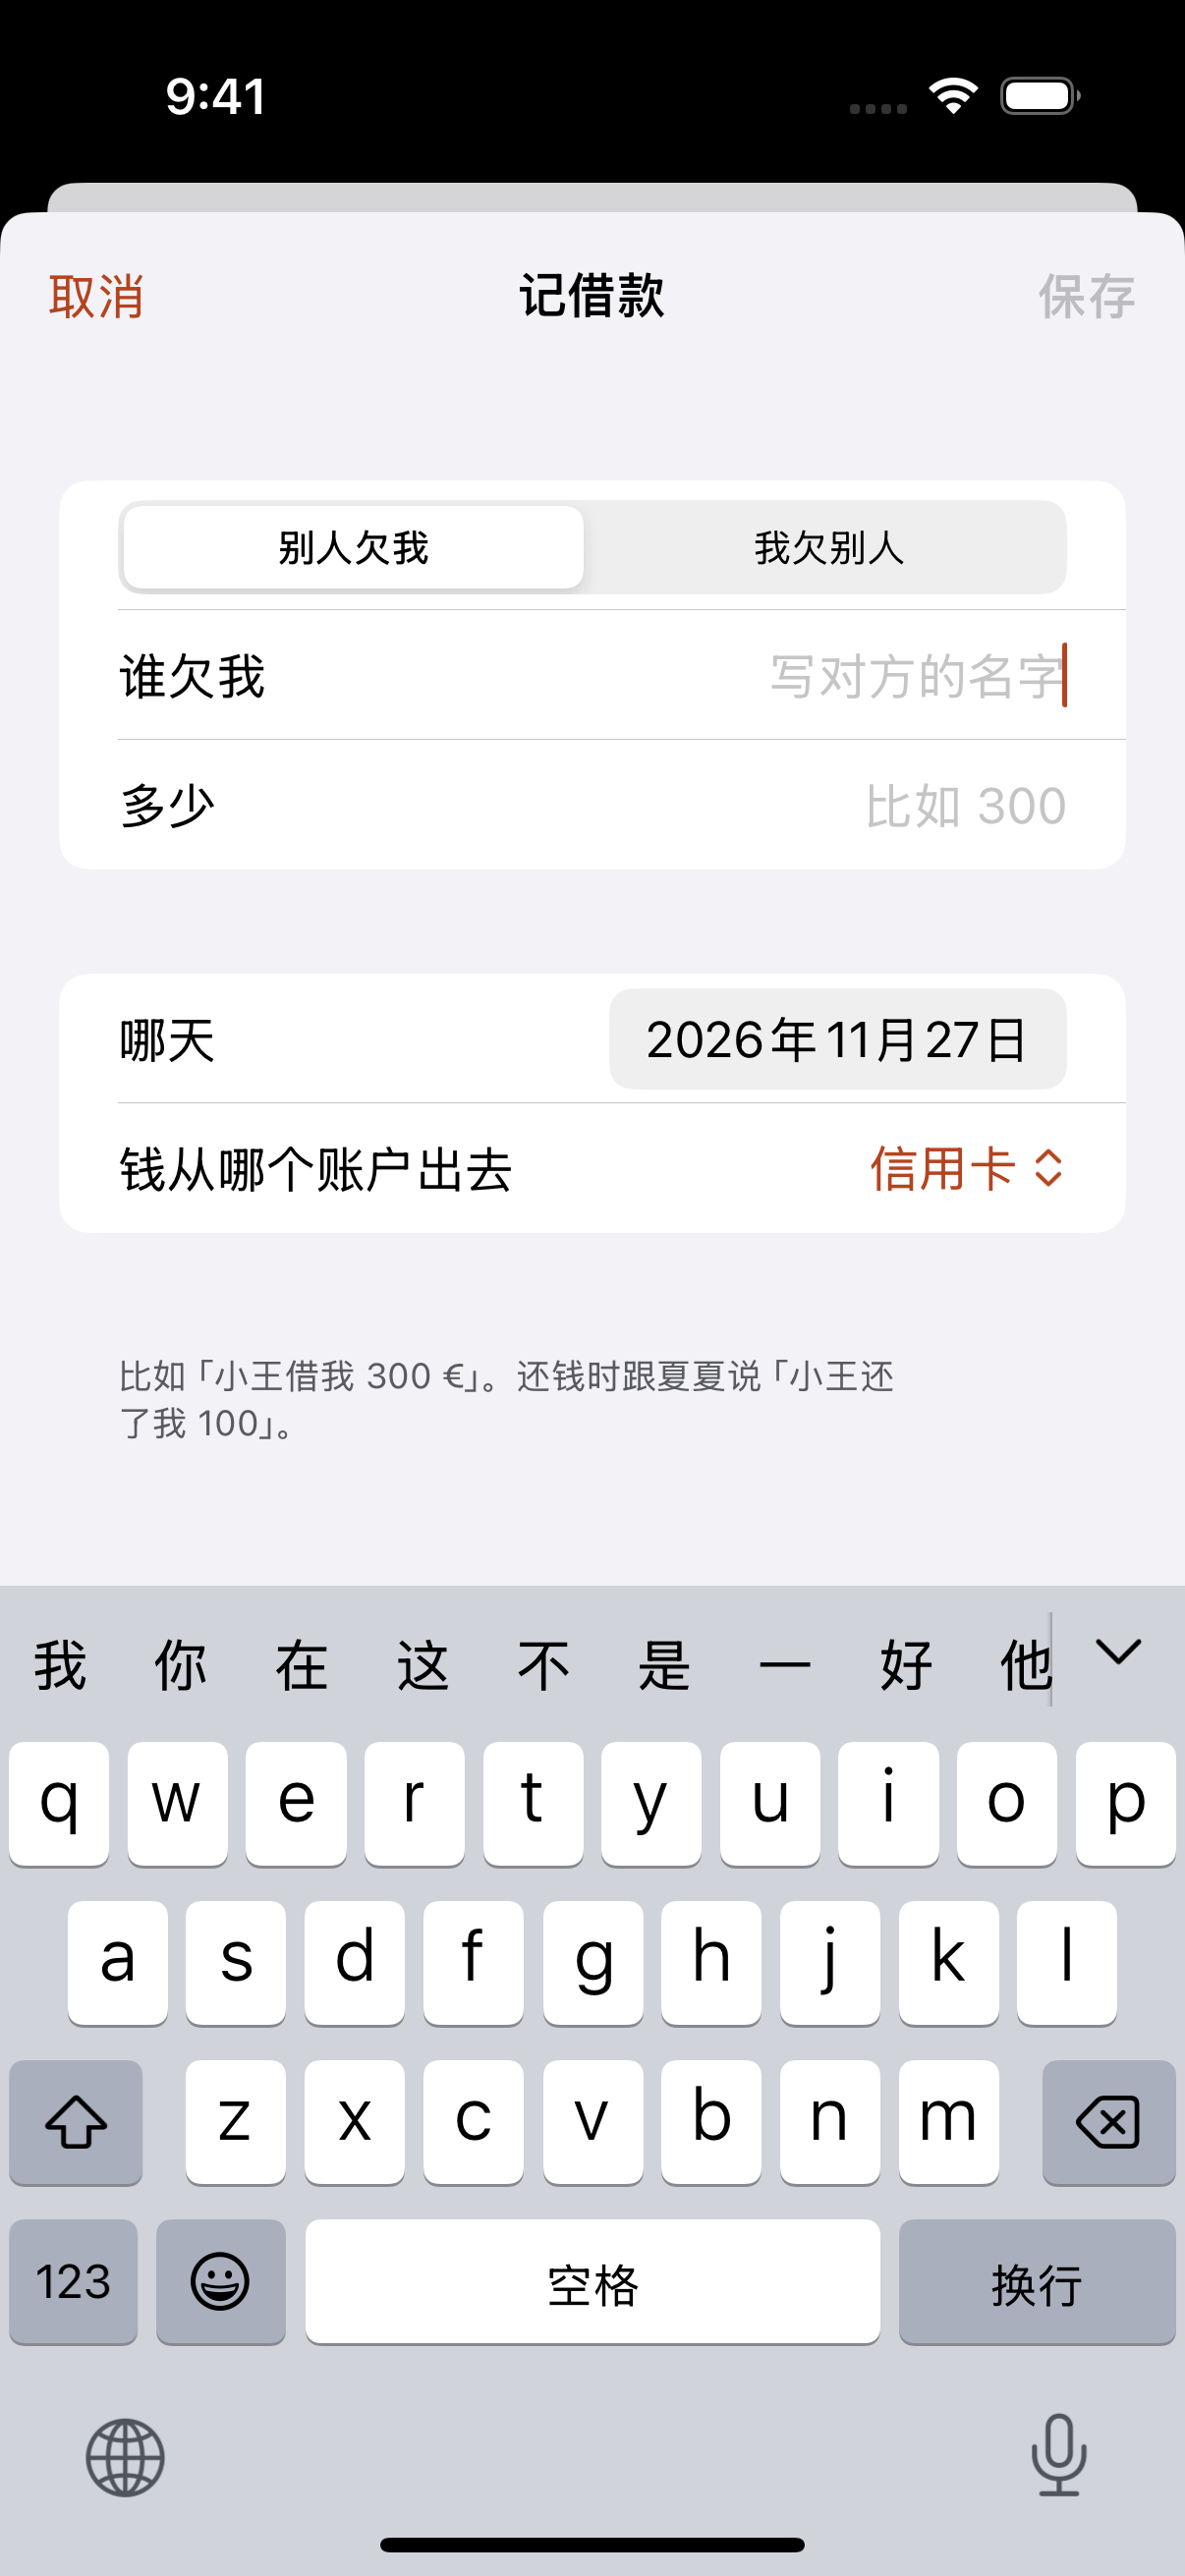 9:41
取消 记借款 保存
别人欠我 我欠别人
谁欠我 写对方的名字
多少 比如 300
哪天 2026年11月27日
钱从哪个账户出去 信用卡
比如「小王借我 300 €」。还钱时跟夏夏说「小王还
了我 100」。
我 你 在 这 不 是 一 好 他
q w e r t y u i o p
a s d f g h j k l
z x c v b n m
123 空格 换行